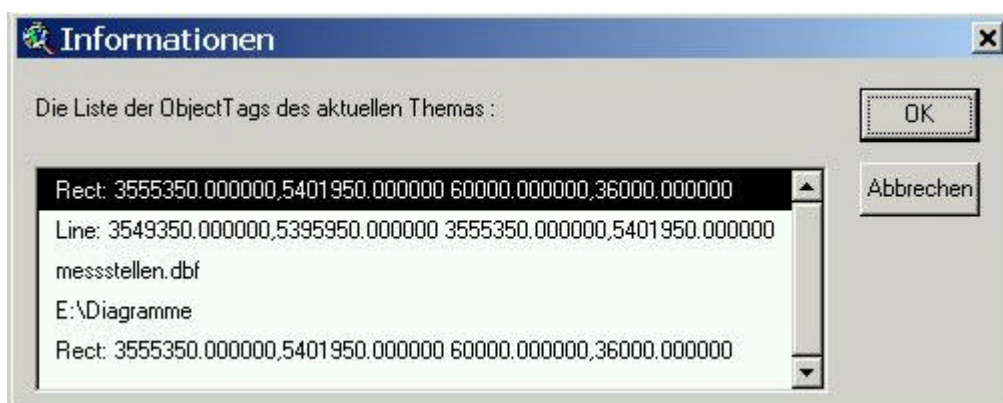 Informationen
Die Liste der ObjectTags des aktuellen Themas :
OK
Abbrechen
Rect: 3555350.000000,5401950.000000 60000.000000,36000.000000
Line: 3549350.000000,5395950.000000 3555350.000000,5401950.000000
messstellen.dbf
E:\Diagramme
Rect: 3555350.000000,5401950.000000 60000.000000,36000.000000